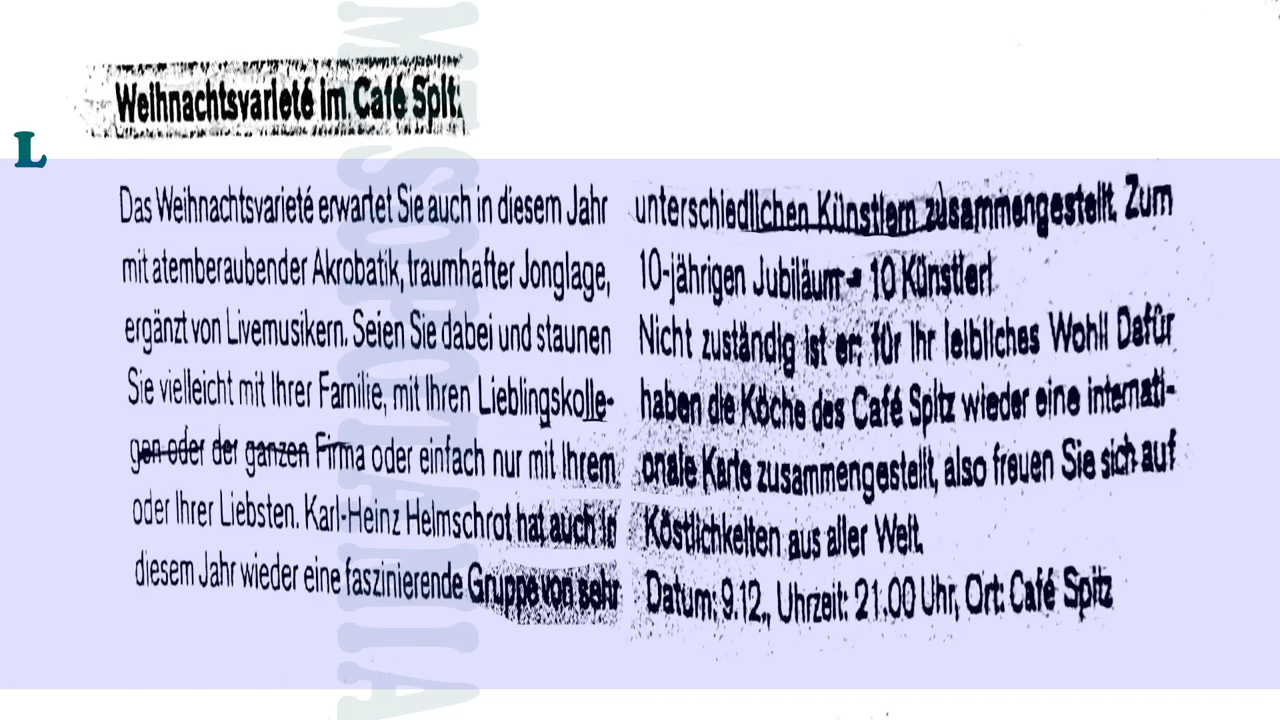 Weihnachtsvarieté im Café Spitz
L
Das Weihnachtsvarieté erwartet Sie auch in diesem Jahr
mit atemberaubender Akrobatik, traumhafter Jonglage,
ergänzt von Livemusikern. Seien Sie dabei und staunen
Sie vielleicht mit Ihrer Familie, mit Ihren Lieblingskolle-
gen oder der ganzen Firma oder einfach nur mit Ihrem
oder Ihrer Liebsten. Karl-Heinz Helmschrot hat auch in
diesem Jahr wieder eine faszinierende Gruppe von sehr
unterschiedlichen Künstlern zusammengestellt. Zum
10-jährigen Jubiläum - 10 Künstler!
Nicht zuständig ist er: für Ihr leibliches Wohl! Dafür
haben die Köche des Café Spitz wieder eine internati-
onale Karte zusammengestellt, also freuen Sie sich auf
Köstlichkeiten aus aller Welt.
Datum: 9.12., Uhrzeit: 21.00 Uhr, Ort: Café Spitz